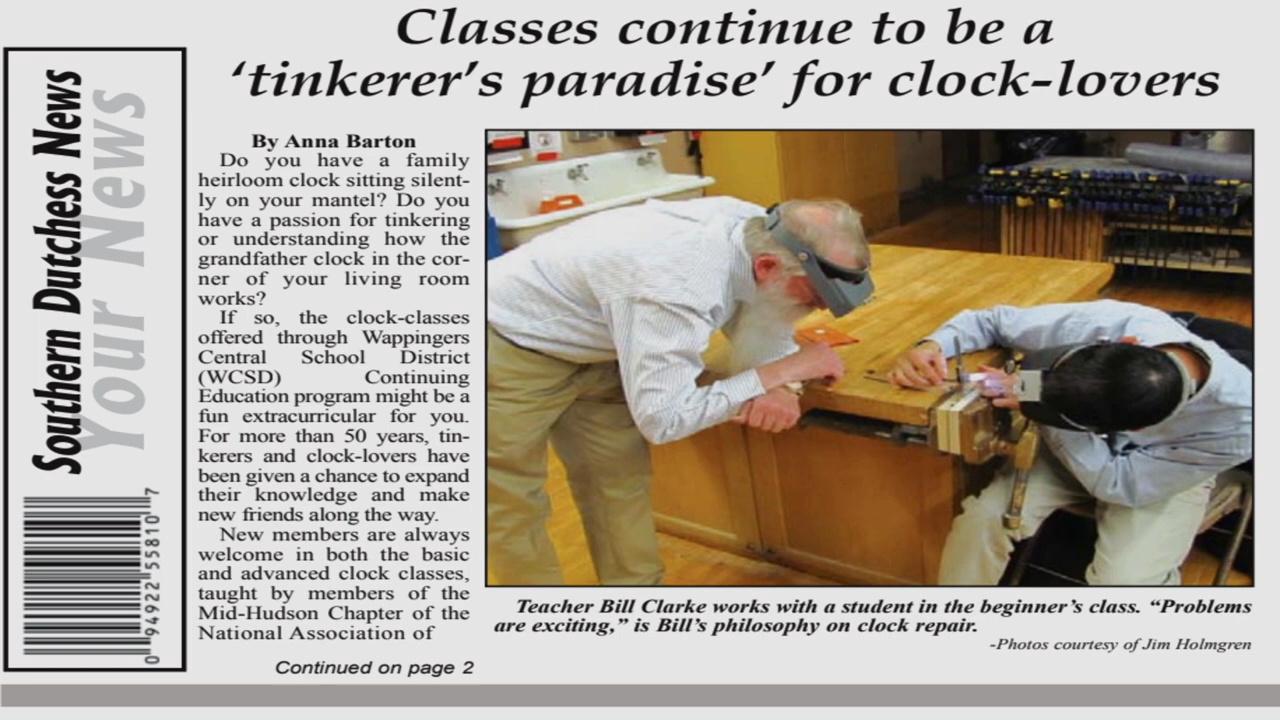 Classes continue to be a
‘tinkerer’s paradise’ for clock-lovers
Southern Dutchess News
Your News
0 94922 55810 7
By Anna Barton
Do you have a family
heirloom clock sitting silent-
ly on your mantel? Do you
have a passion for tinkering
or understanding how the
grandfather clock in the cor-
ner of your living room
works?
If so, the clock-classes
offered through Wappingers
Central School District
(WCSD) Continuing
Education program might be a
fun extracurricular for you.
For more than 50 years, tin-
kerers and clock-lovers have
been given a chance to expand
their knowledge and make
new friends along the way.
New members are always
welcome in both the basic
and advanced clock classes,
taught by members of the
Mid-Hudson Chapter of the
National Association of
Continued on page 2
Teacher Bill Clarke works with a student in the beginner’s class. “Problems
are exciting,” is Bill’s philosophy on clock repair.
-Photos courtesy of Jim Holmgren